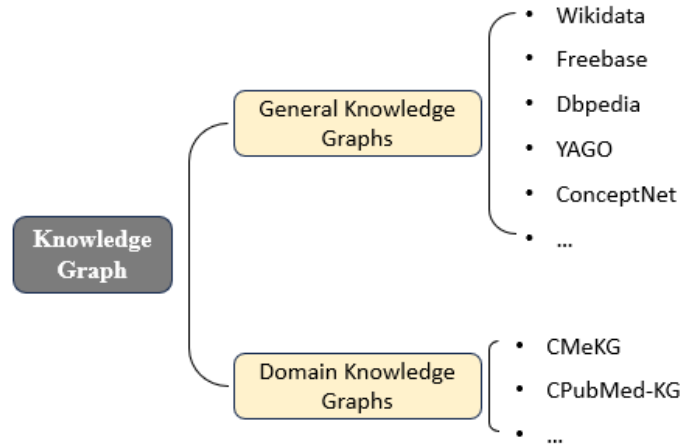 Knowledge
Graph
General Knowledge
Graphs
• Wikidata
• Freebase
• Dbpedia
• YAGO
• ConceptNet
• ...
Domain Knowledge
Graphs
• CMeKG
• CPubMed-KG
• ...